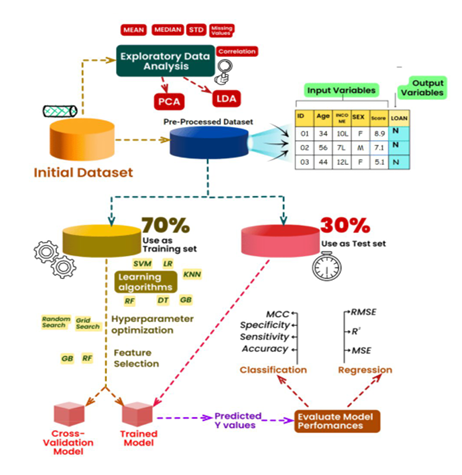 MEAN
MEDIAN
STD
Missing
Values
Exploratory Data
Analysis
Correlation
PCA
LDA
Initial Dataset
Pre-Processed Dataset
Input Variables
Output
Variables
ID Age INCO
ME SEX Score LOAN
01 34 10L F 8.9 N
02 56 7L M 7.1 N
03 44 12L F 5.1 N
70%
Use as
Training set
30%
Use as Test set
SVM LR
KNN
Learning
algorithms
RF DT GB
Random
Search
Grid
Search
Hyperparameter
optimization
GB RF
Feature
Selection
Cross-
Validation
Model
Trained
Model
Predicted
Y values
Evaluate Model
Perfomances
MCC
Specificity
Sensitivity
Accuracy
Classification
RMSE
R²
MSE
Regression